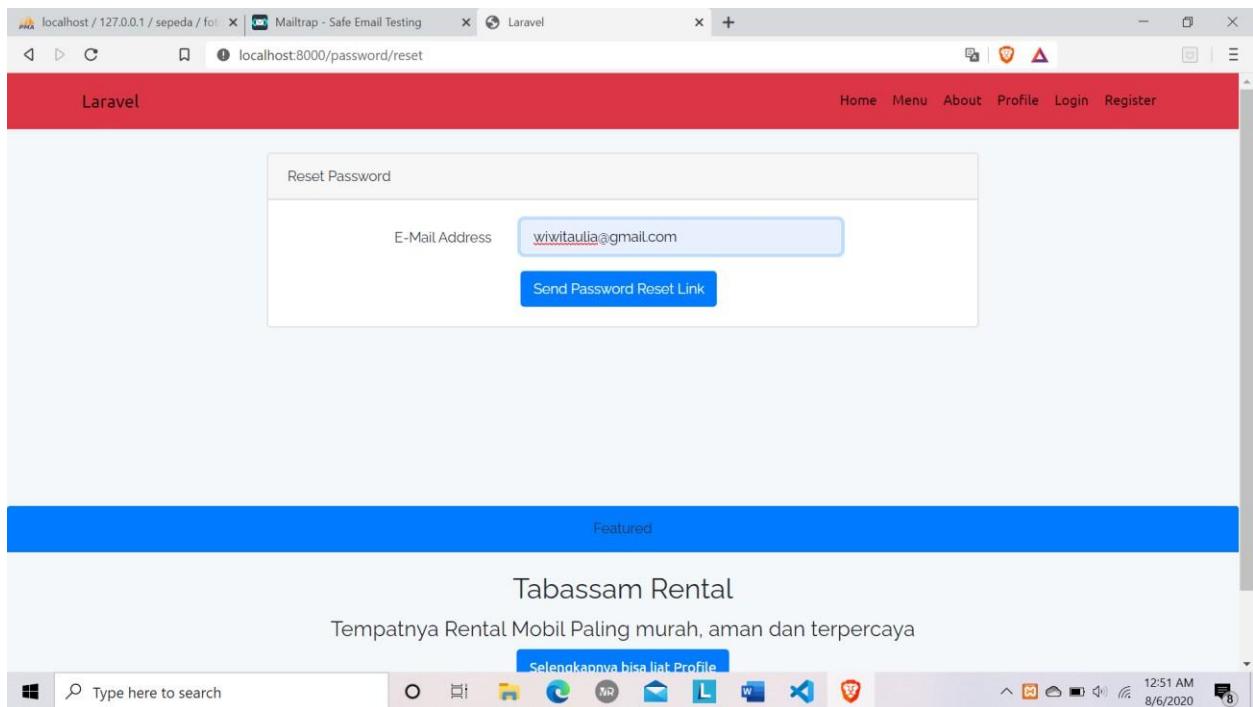 localhost / 127.0.0.1 / sepeda / fot
Mailtrap - Safe Email Testing
Laravel
localhost:8000/password/reset
Laravel
Home Menu About Profile Login Register
Reset Password
E-Mail Address
wiwitaulia@gmail.com
Send Password Reset Link
Featured
Tabassam Rental
Tempatnya Rental Mobil Paling murah, aman dan terpercaya
Selengkapnya bisa liat Profile
Type here to search
12:51 AM
8/6/2020
8